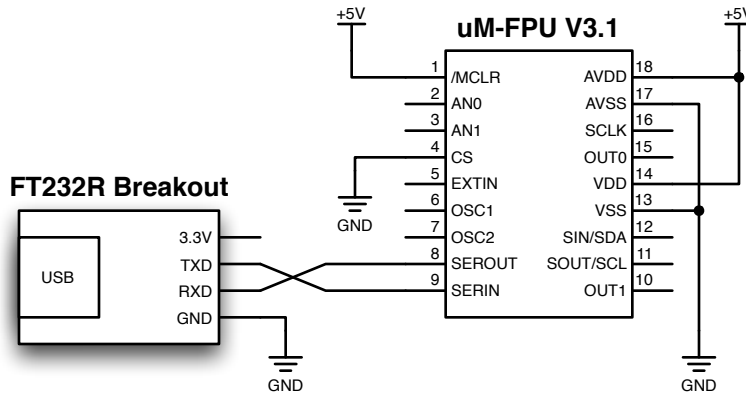 +5V
uM-FPU V3.1
+5V
1 /MCLR AVDD 18
2 AN0 AVSS 17
3 AN1 SCLK 16
4 CS OUT0 15
5 EXTIN VDD 14
6 OSC1 VSS 13
7 OSC2 SIN/SDA 12
8 SEROUT SOUT/SCL 11
9 SERIN OUT1 10
GND
FT232R Breakout
USB
3.3V
TXD
RXD
GND
GND
GND